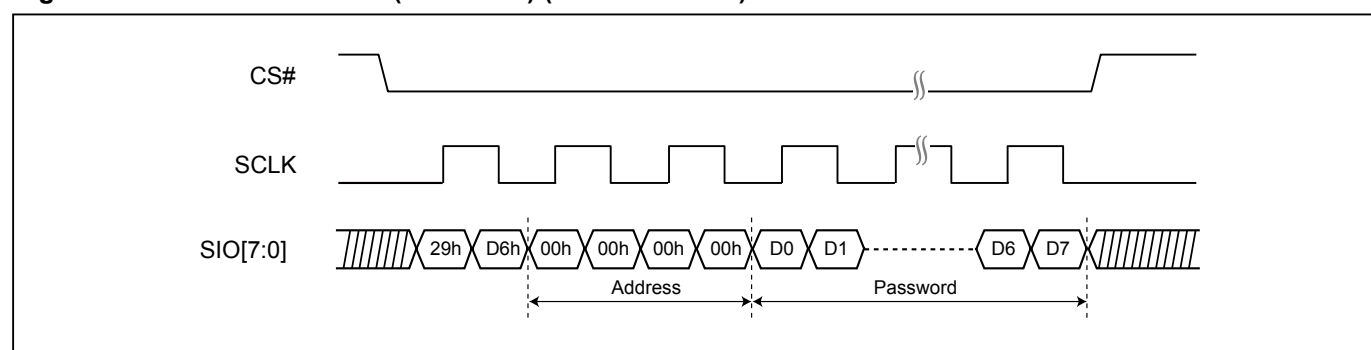 CS#
SCLK
SIO[7:0] 29h D6h 00h 00h 00h 00h D0 D1 D6 D7
Address Password